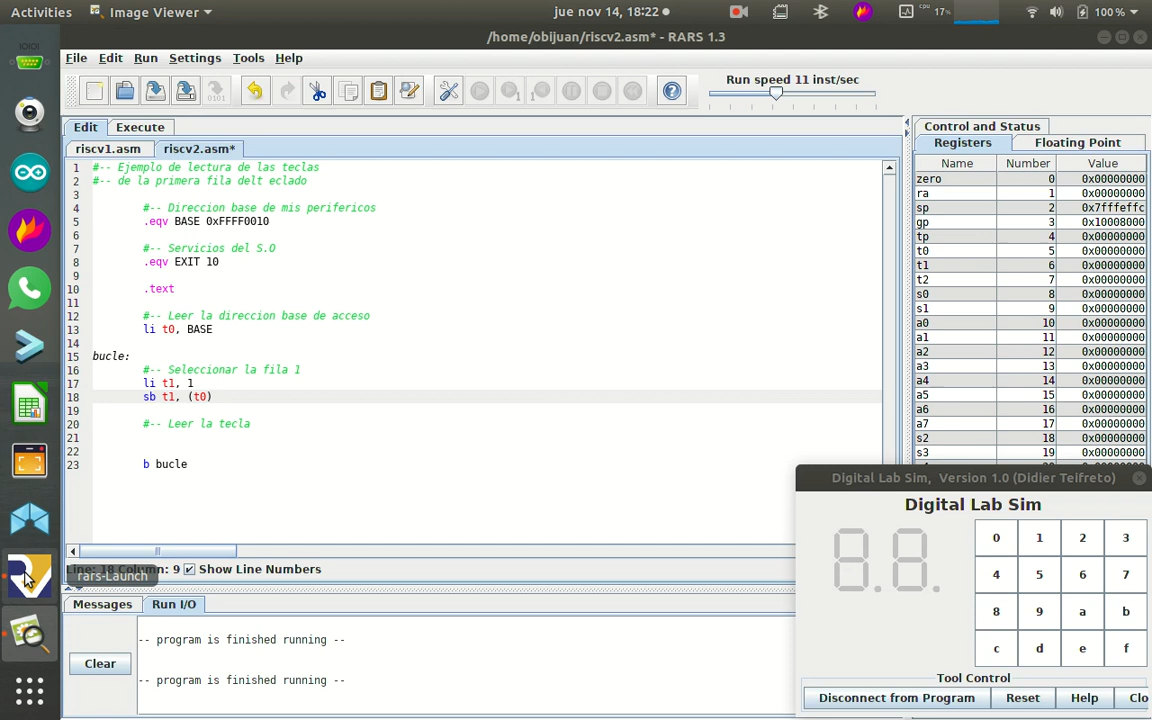 Activities Image Viewer jue nov 14, 18:22 cpu 17% 100%
/home/obijuan/riscv2.asm* - RARS 1.3
File Edit Run Settings Tools Help
Run speed 11 inst/sec
Edit Execute
riscv1.asm riscv2.asm*
1 #-- Ejemplo de lectura de las teclas
2 #-- de la primera fila delt eclado
3
4 #-- Direccion base de mis perifericos
5 .eqv BASE 0xFFFF0010
6
7 #-- Servicios del S.O
8 .eqv EXIT 10
9
10 .text
11
12 #-- Leer la direccion base de acceso
13 li t0, BASE
14
15 bucle:
16 #-- Seleccionar la fila 1
17 li t1, 1
18 sb t1, (t0)
19
20 #-- Leer la tecla
21
22
23 b bucle
Line: 18 Column: 9 Show Line Numbers
rars-Launch
Messages Run I/O
Clear
-- program is finished running --
-- program is finished running --
Control and Status
Registers Floating Point
Name Number Value
zero 0 0x00000000
ra 1 0x00000000
sp 2 0x7fffeffc
gp 3 0x10008000
tp 4 0x00000000
t0 5 0x00000000
t1 6 0x00000000
t2 7 0x00000000
s0 8 0x00000000
s1 9 0x00000000
a0 10 0x00000000
a1 11 0x00000000
a2 12 0x00000000
a3 13 0x00000000
a4 14 0x00000000
a5 15 0x00000000
a6 16 0x00000000
a7 17 0x00000000
s2 18 0x00000000
s3 19 0x00000000
Digital Lab Sim, Version 1.0 (Didier Teifreto)
Digital Lab Sim
8.8.
0 1 2 3
4 5 6 7
8 9 a b
c d e f
Tool Control
Disconnect from Program Reset Help Clo